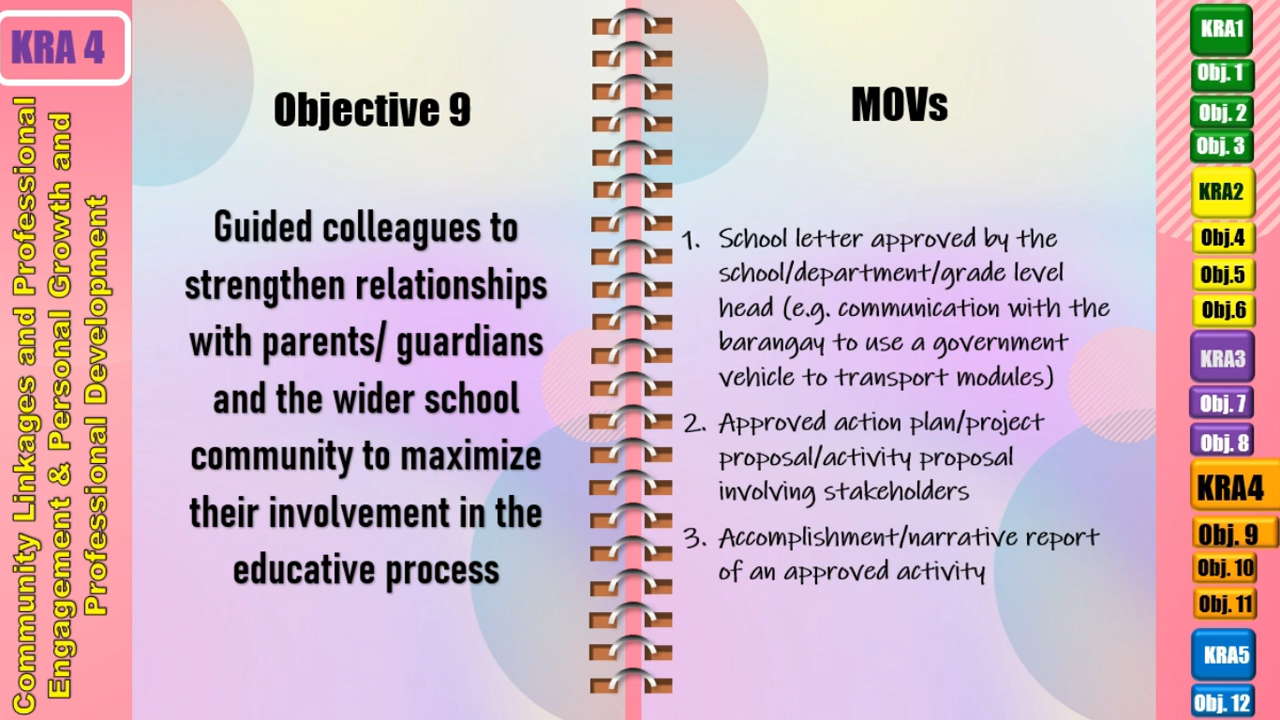 KRA 4
Community Linkages and Professional
Engagement & Personal Growth and
Professional Development
Objective 9
Guided colleagues to
strengthen relationships
with parents/ guardians
and the wider school
community to maximize
their involvement in the
educative process
MOVs
1. School letter approved by the
school/department/grade level
head (e.g. communication with the
barangay to use a government
vehicle to transport modules)
2. Approved action plan/project
proposal/activity proposal
involving stakeholders
3. Accomplishment/narrative report
of an approved activity
KRA1
Obj. 1
Obj. 2
Obj. 3
KRA2
Obj.4
Obj.5
Obj.6
KRA3
Obj. 7
Obj. 8
KRA4
Obj. 9
Obj. 10
Obj. 11
KRA5
Obj. 12